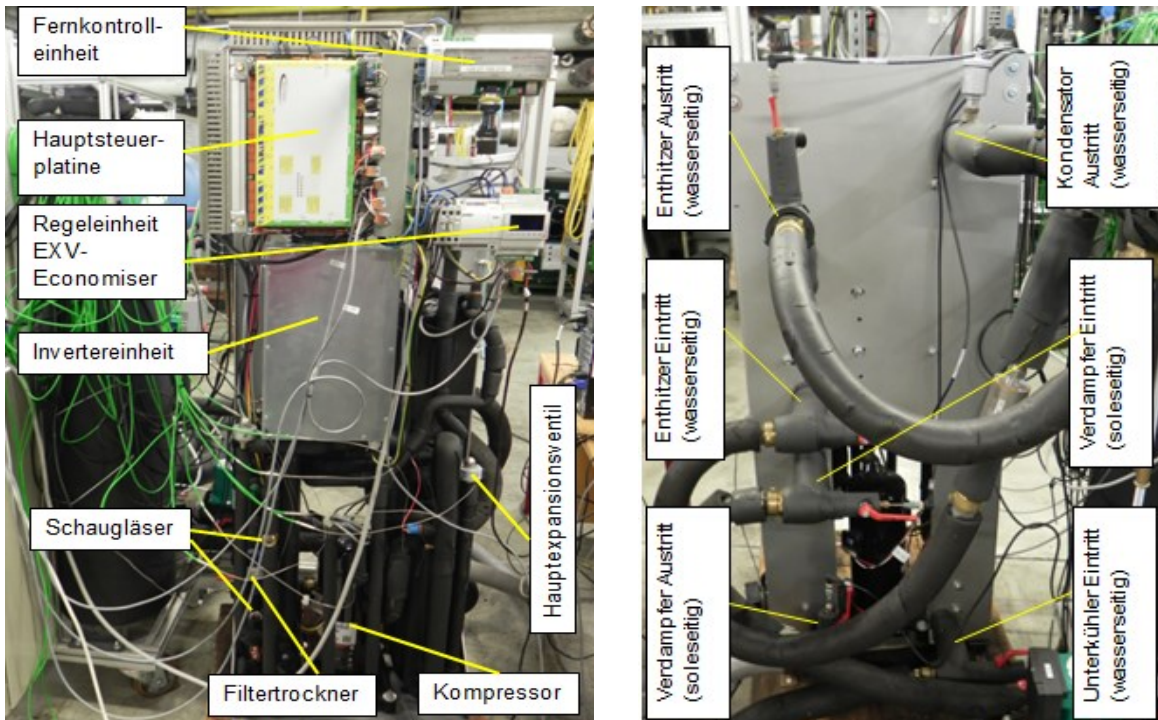 Fernkontroll-
einheit
Hauptsteuer-
platine
Regeleinheit
EXV-
Economiser
Invertereinheit
Schaugläser
Filtertrockner
Kompressor
Hauptexpansionsventil
Enthitzer Austritt
(wasserseitig)
Enthitzer Eintritt
(wasserseitig)
Verdampfer Austritt
(soleseitig)
Kondensator
Austritt
(wasserseitig)
Verdampfer Eintritt
(soleseitig)
Unterkühler Eintritt
(wasserseitig)